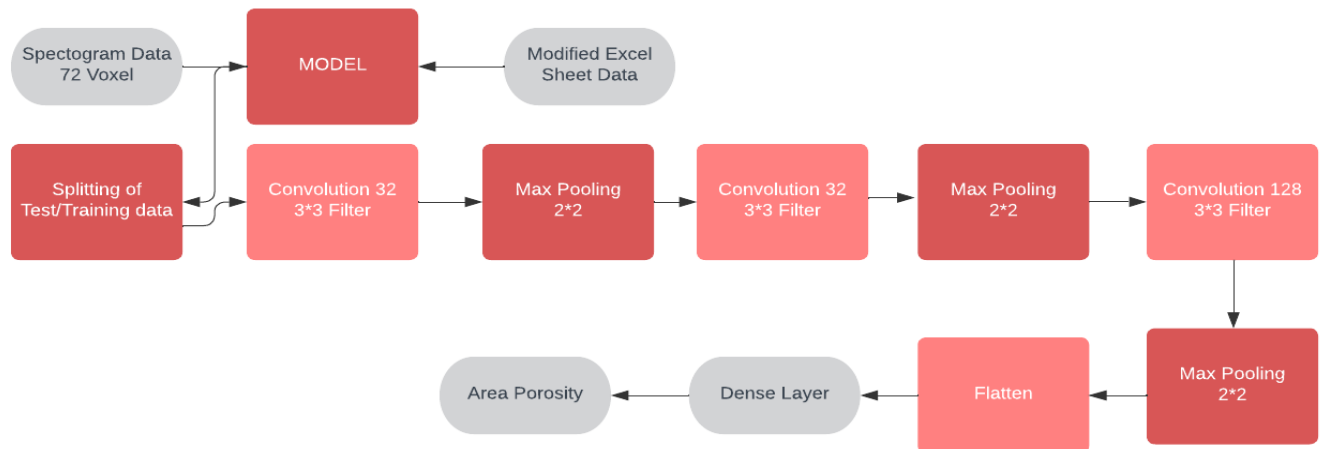 Spectogram Data
72 Voxel
MODEL
Modified Excel
Sheet Data
Splitting of
Test/Training data
Convolution 32
3*3 Filter
Max Pooling
2*2
Convolution 32
3*3 Filter
Max Pooling
2*2
Convolution 128
3*3 Filter
Max Pooling
2*2
Flatten
Dense Layer
Area Porosity